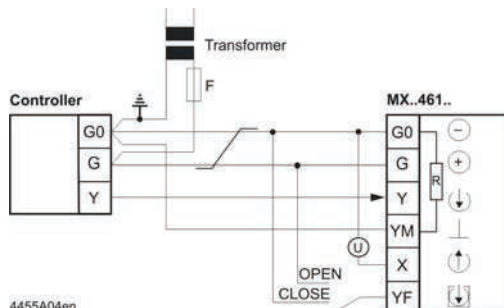 Transformer
F
Controller
MX..461..
G0
G0
G
G
R
Y
Y
YM
U
X
OPEN
CLOSE
YF
4455A04en